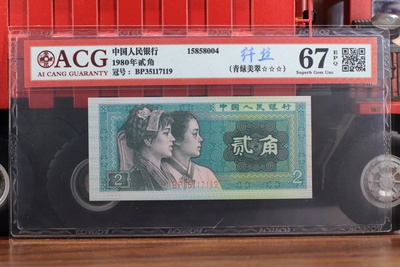 ACG
AI CANG GUARANTY
中国人民银行
1980年贰角
冠号：BP35117119
15858004
纤丝
(青绿美翠☆☆☆)
67 EPQ
Superb Gem Unc
中国人民银行
贰角
BP35117119
2
2